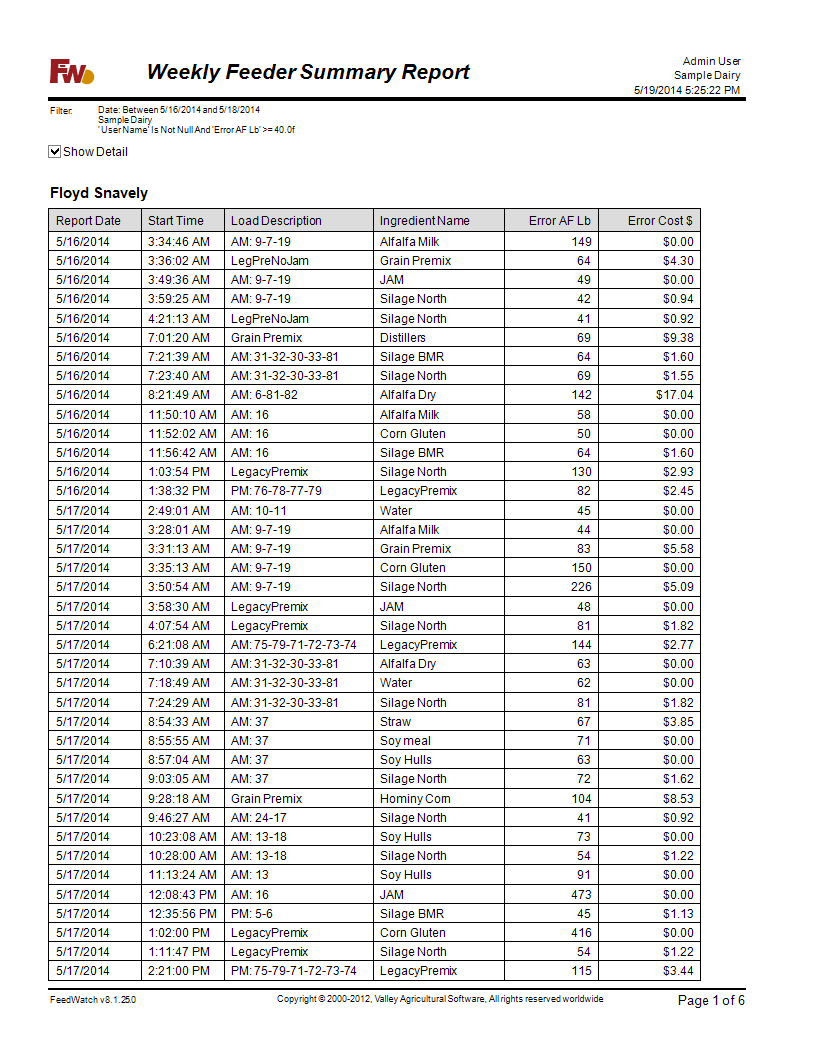 FW
Weekly Feeder Summary Report
Admin User
Sample Dairy
5/19/2014 5:25:22 PM
Filter: Date: Between 5/16/2014 and 5/18/2014
Sample Dairy
'User Name' Is Not Null And 'Error AF Lb' >= 40.0f
Show Detail
Floyd Snavely
Report Date Start Time Load Description Ingredient Name Error AF Lb Error Cost $
5/16/2014 3:34:46 AM AM: 9-7-19 Alfalfa Milk 149 $0.00
5/16/2014 3:36:02 AM LegPreNoJam Grain Premix 64 $4.30
5/16/2014 3:49:36 AM AM: 9-7-19 JAM 49 $0.00
5/16/2014 3:59:25 AM AM: 9-7-19 Silage North 42 $0.94
5/16/2014 4:21:13 AM LegPreNoJam Silage North 41 $0.92
5/16/2014 7:01:20 AM Grain Premix Distillers 69 $9.38
5/16/2014 7:21:39 AM AM: 31-32-30-33-81 Silage BMR 64 $1.60
5/16/2014 7:23:40 AM AM: 31-32-30-33-81 Silage North 69 $1.55
5/16/2014 8:21:49 AM AM: 6-81-82 Alfalfa Dry 142 $17.04
5/16/2014 11:50:10 AM AM: 16 Alfalfa Milk 58 $0.00
5/16/2014 11:52:02 AM AM: 16 Corn Gluten 50 $0.00
5/16/2014 11:56:42 AM AM: 16 Silage BMR 64 $1.60
5/16/2014 1:03:54 PM LegacyPremix Silage North 130 $2.93
5/16/2014 1:38:32 PM PM: 76-78-77-79 LegacyPremix 82 $2.45
5/17/2014 2:49:01 AM AM: 10-11 Water 45 $0.00
5/17/2014 3:28:01 AM AM: 9-7-19 Alfalfa Milk 44 $0.00
5/17/2014 3:31:13 AM AM: 9-7-19 Grain Premix 83 $5.58
5/17/2014 3:35:13 AM AM: 9-7-19 Corn Gluten 150 $0.00
5/17/2014 3:50:54 AM AM: 9-7-19 Silage North 226 $5.09
5/17/2014 3:58:30 AM LegacyPremix JAM 48 $0.00
5/17/2014 4:07:54 AM LegacyPremix Silage North 81 $1.82
5/17/2014 6:21:08 AM AM: 75-79-71-72-73-74 LegacyPremix 144 $2.77
5/17/2014 7:10:39 AM AM: 31-32-30-33-81 Alfalfa Dry 63 $0.00
5/17/2014 7:18:49 AM AM: 31-32-30-33-81 Water 62 $0.00
5/17/2014 7:24:29 AM AM: 31-32-30-33-81 Silage North 81 $1.82
5/17/2014 8:54:33 AM AM: 37 Straw 67 $3.85
5/17/2014 8:55:55 AM AM: 37 Soy meal 71 $0.00
5/17/2014 8:57:04 AM AM: 37 Soy Hulls 63 $0.00
5/17/2014 9:03:05 AM AM: 37 Silage North 72 $1.62
5/17/2014 9:28:18 AM Grain Premix Hominy Corn 104 $8.53
5/17/2014 9:46:27 AM AM: 24-17 Silage North 41 $0.92
5/17/2014 10:23:08 AM AM: 13-18 Soy Hulls 73 $0.00
5/17/2014 10:28:00 AM AM: 13-18 Silage North 54 $1.22
5/17/2014 11:13:24 AM AM: 13 Soy Hulls 91 $0.00
5/17/2014 12:08:43 PM AM: 16 JAM 473 $0.00
5/17/2014 12:35:56 PM PM: 5-6 Silage BMR 45 $1.13
5/17/2014 1:02:00 PM LegacyPremix Corn Gluten 416 $0.00
5/17/2014 1:11:47 PM LegacyPremix Silage North 54 $1.22
5/17/2014 2:21:00 PM PM: 75-79-71-72-73-74 LegacyPremix 115 $3.44
FeedWatch v8.1.25.0 Copyright © 2000-2012, Valley Agricultural Software, All rights reserved worldwide Page 1 of 6